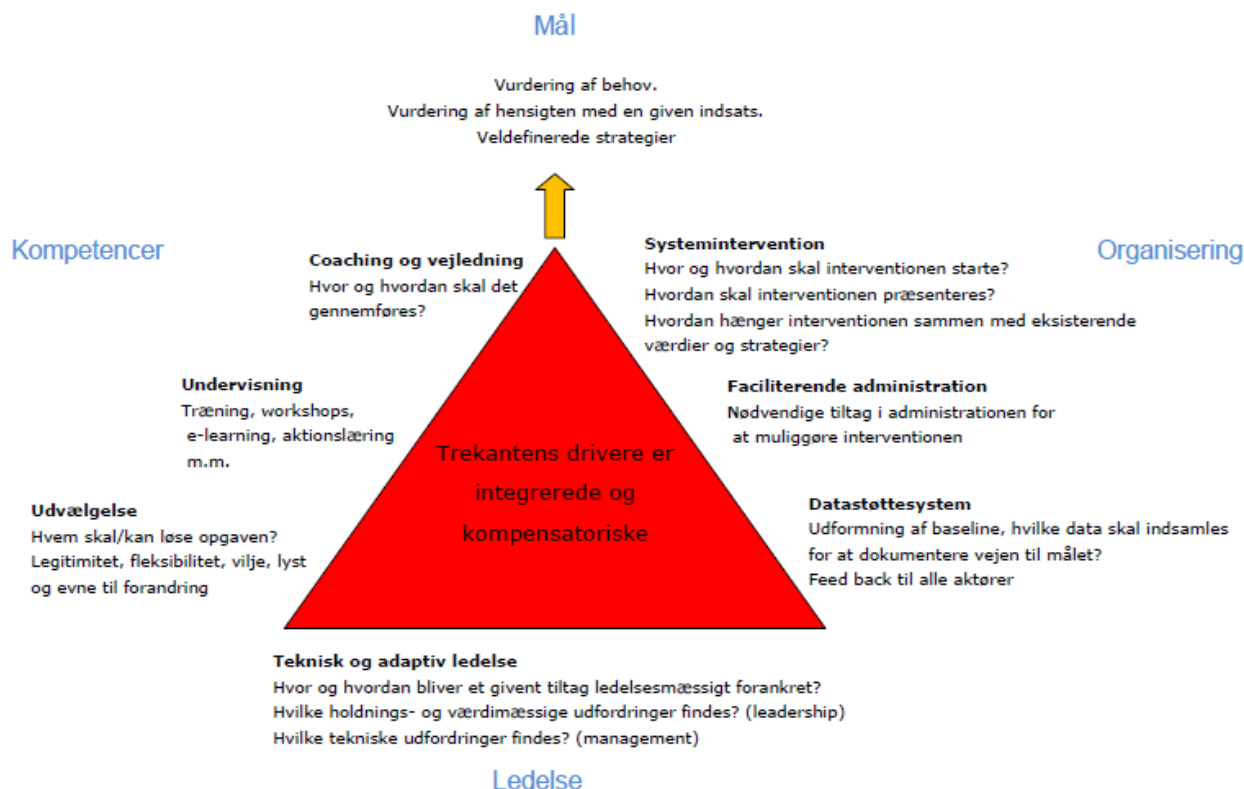 Mål
Vurdering af behov.
Vurdering af hensigten med en given indsats.
Veldefinerede strategier
Kompetencer
Organisering
Coaching og vejledning
Hvor og hvordan skal det
gennemføres?
Systemintervention
Hvor og hvordan skal interventionen starte?
Hvordan skal interventionen præsenteres?
Hvordan hænger interventionen sammen med eksisterende
værdier og strategier?
Undervisning
Træning, workshops,
e-learning, aktionslæring
m.m.
Faciliterende administration
Nødvendige tiltag i administrationen for
at muliggøre interventionen
Trekantens drivere er
integrerede og
kompensatoriske
Udvælgelse
Hvem skal/kan løse opgaven?
Legitimitet, fleksibilitet, vilje, lyst
og evne til forandring
Datastøttesystem
Udformning af baseline, hvilke data skal indsamles
for at dokumentere vejen til målet?
Feed back til alle aktører
Teknisk og adaptiv ledelse
Hvor og hvordan bliver et givent tiltag ledelsesmæssigt forankret?
Hvilke holdnings- og værdimæssige udfordringer findes? (leadership)
Hvilke tekniske udfordringer findes? (management)
Ledelse